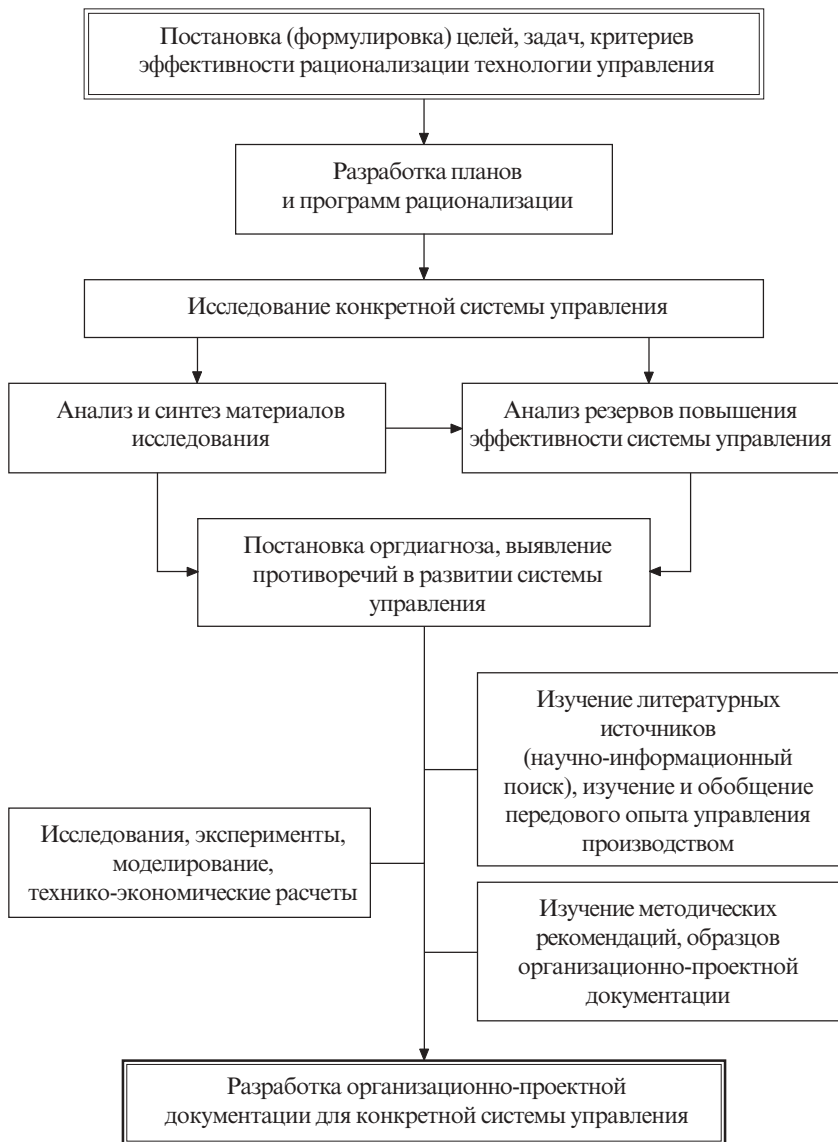 Постановка (формулировка) целей, задач, критериев
эффективности рационализации технологии управления
Разработка планов
и программ рационализации
Исследование конкретной системы управления
Анализ и синтез материалов
исследования
Анализ резервов повышения
эффективности системы управления
Постановка оргдиагноза, выявление
противоречий в развитии системы
управления
Изучение литературных
источников
(научно-информационный
поиск), изучение и обобщение
передового опыта управления
производством
Исследования, эксперименты,
моделирование,
технико-экономические расчеты
Изучение методических
рекомендаций, образцов
организационно-проектной
документации
Разработка организационно-проектной
документации для конкретной системы управления